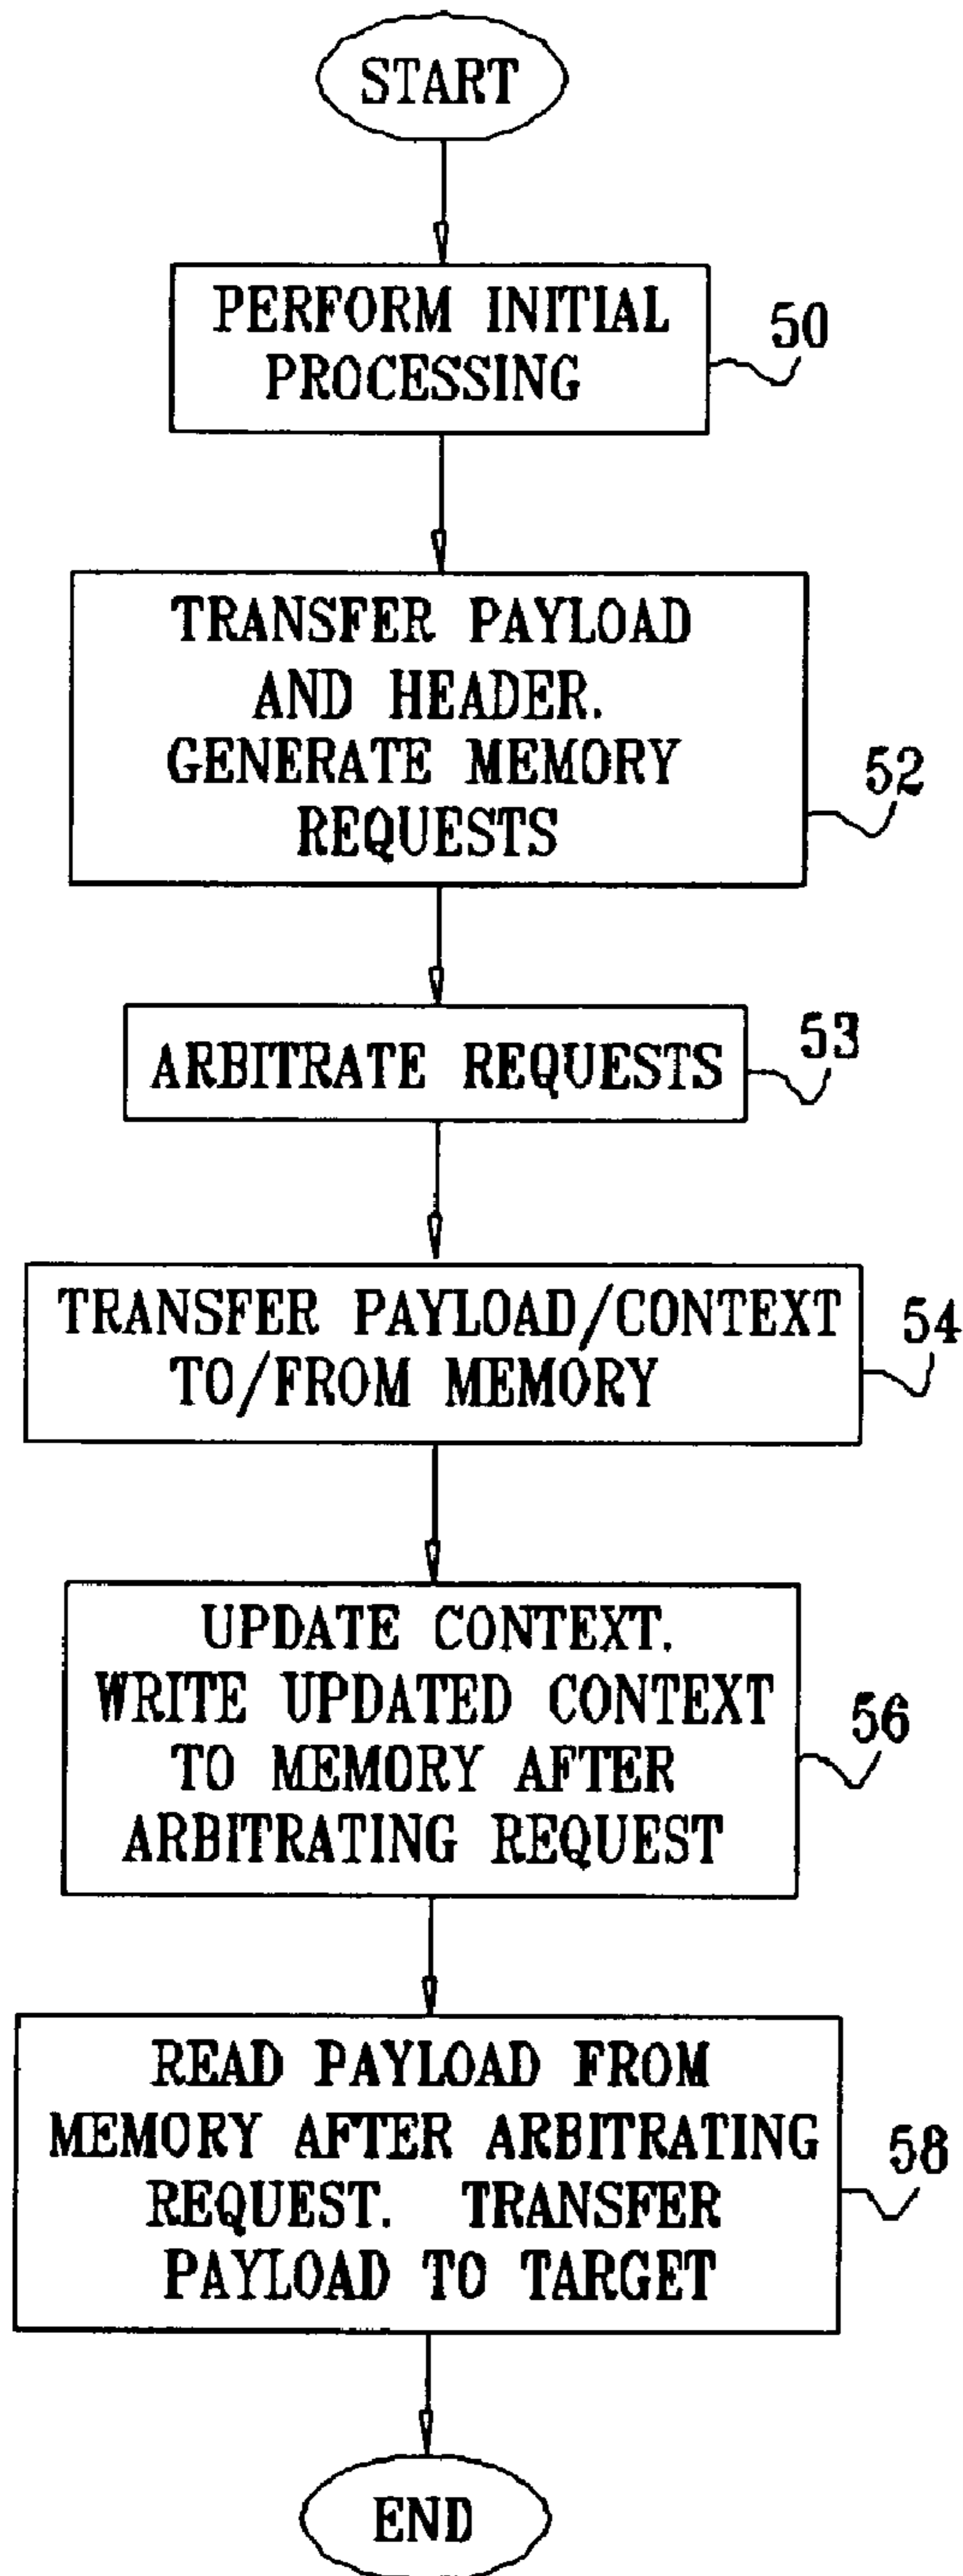 START
PERFORM INITIAL
PROCESSING
50
TRANSFER PAYLOAD
AND HEADER.
GENERATE MEMORY
REQUESTS
52
ARBITRATE REQUESTS
53
TRANSFER PAYLOAD/CONTEXT
TO/FROM MEMORY
54
UPDATE CONTEXT.
WRITE UPDATED CONTEXT
TO MEMORY AFTER
ARBITRATING REQUEST
56
READ PAYLOAD FROM
MEMORY AFTER ARBITRATING
REQUEST. TRANSFER
PAYLOAD TO TARGET
58
END